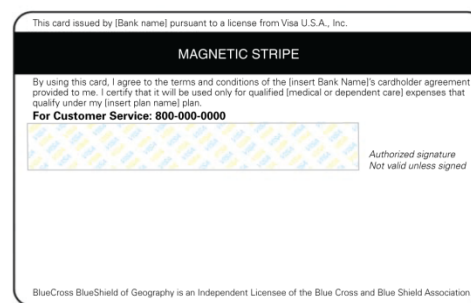 This card issued by [Bank name] pursuant to a license from Visa U.S.A., Inc.
MAGNETIC STRIPE
By using this card, I agree to the terms and conditions of the [insert Bank Name]'s cardholder agreement
provided to me. I certify that it will be used only for qualified [medical or dependent care] expenses that
qualify under my [insert plan name] plan.
For Customer Service: 800-000-0000
VISA
Authorized signature
Not valid unless signed
BlueCross BlueShield of Geography is an Independent Licensee of the Blue Cross and Blue Shield Association